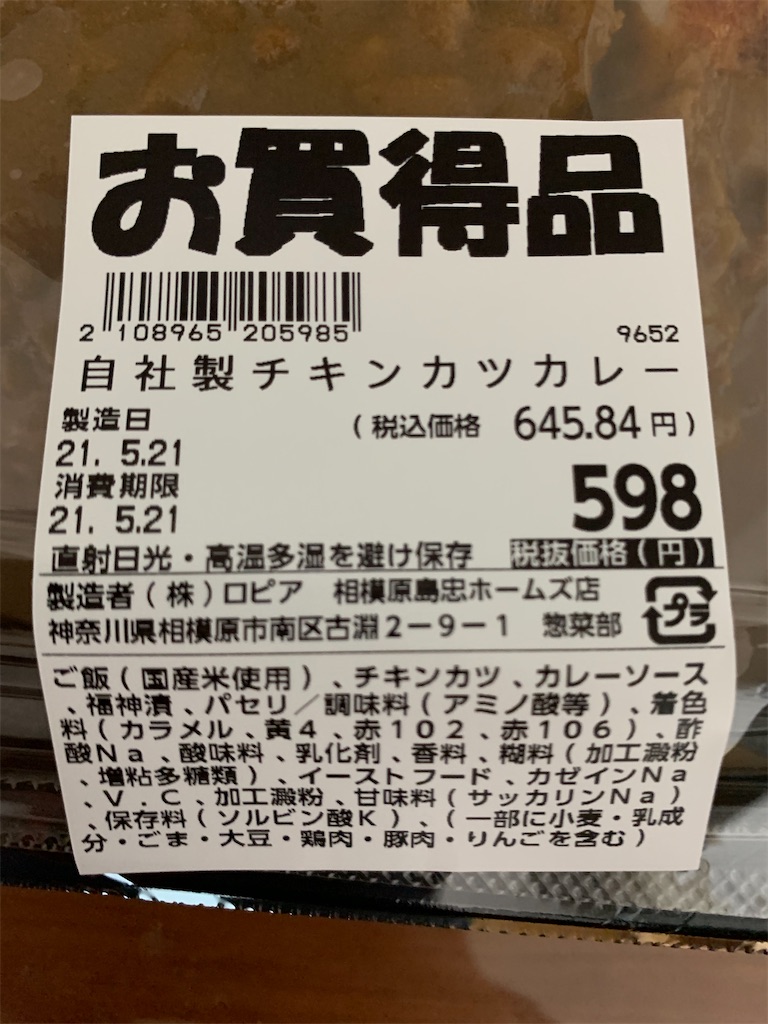 お買得品
2 108965 205985
9652
自社製チキンカツカレー
製造日
(税込価格 645.84円)
21. 5.21
消費期限
598
21. 5.21
直射日光・高温多湿を避け保存 税抜価格(円)
製造者(株)ロピア 相模原島忠ホームズ店
神奈川県相模原市南区古淵2-9-1 惣菜部
プラ
ご飯(国産米使用)、チキンカツ、カレーソース
、福神漬、パセリ/調味料(アミノ酸等)、着色
料(カラメル、黄4、赤102、赤106)、酢
酸Na、酸味料、乳化剤、香料、糊料(加工澱粉
、増粘多糖類)、イーストフード、カゼインNa
、V.C、加工澱粉、甘味料(サッカリンNa)
、保存料(ソルビン酸K)、(一部に小麦・乳成
分・ごま・大豆・鶏肉・豚肉・りんごを含む)